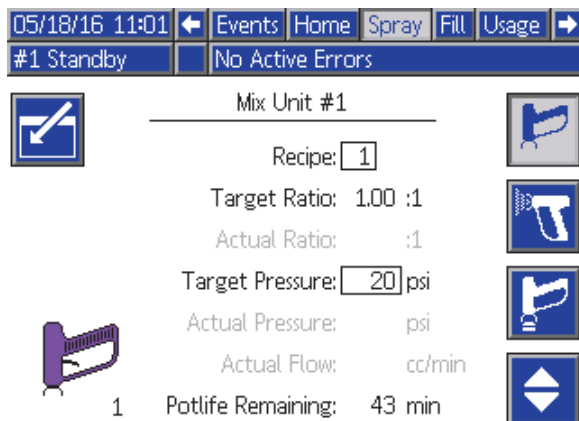 05/18/16 11:01 Events Home Spray Fill Usage
#1 Standby No Active Errors
Mix Unit #1
Recipe: 1
Target Ratio: 1.00 :1
Actual Ratio: :1
Target Pressure: 20 psi
Actual Pressure: psi
Actual Flow: cc/min
1 Potlife Remaining: 43 min